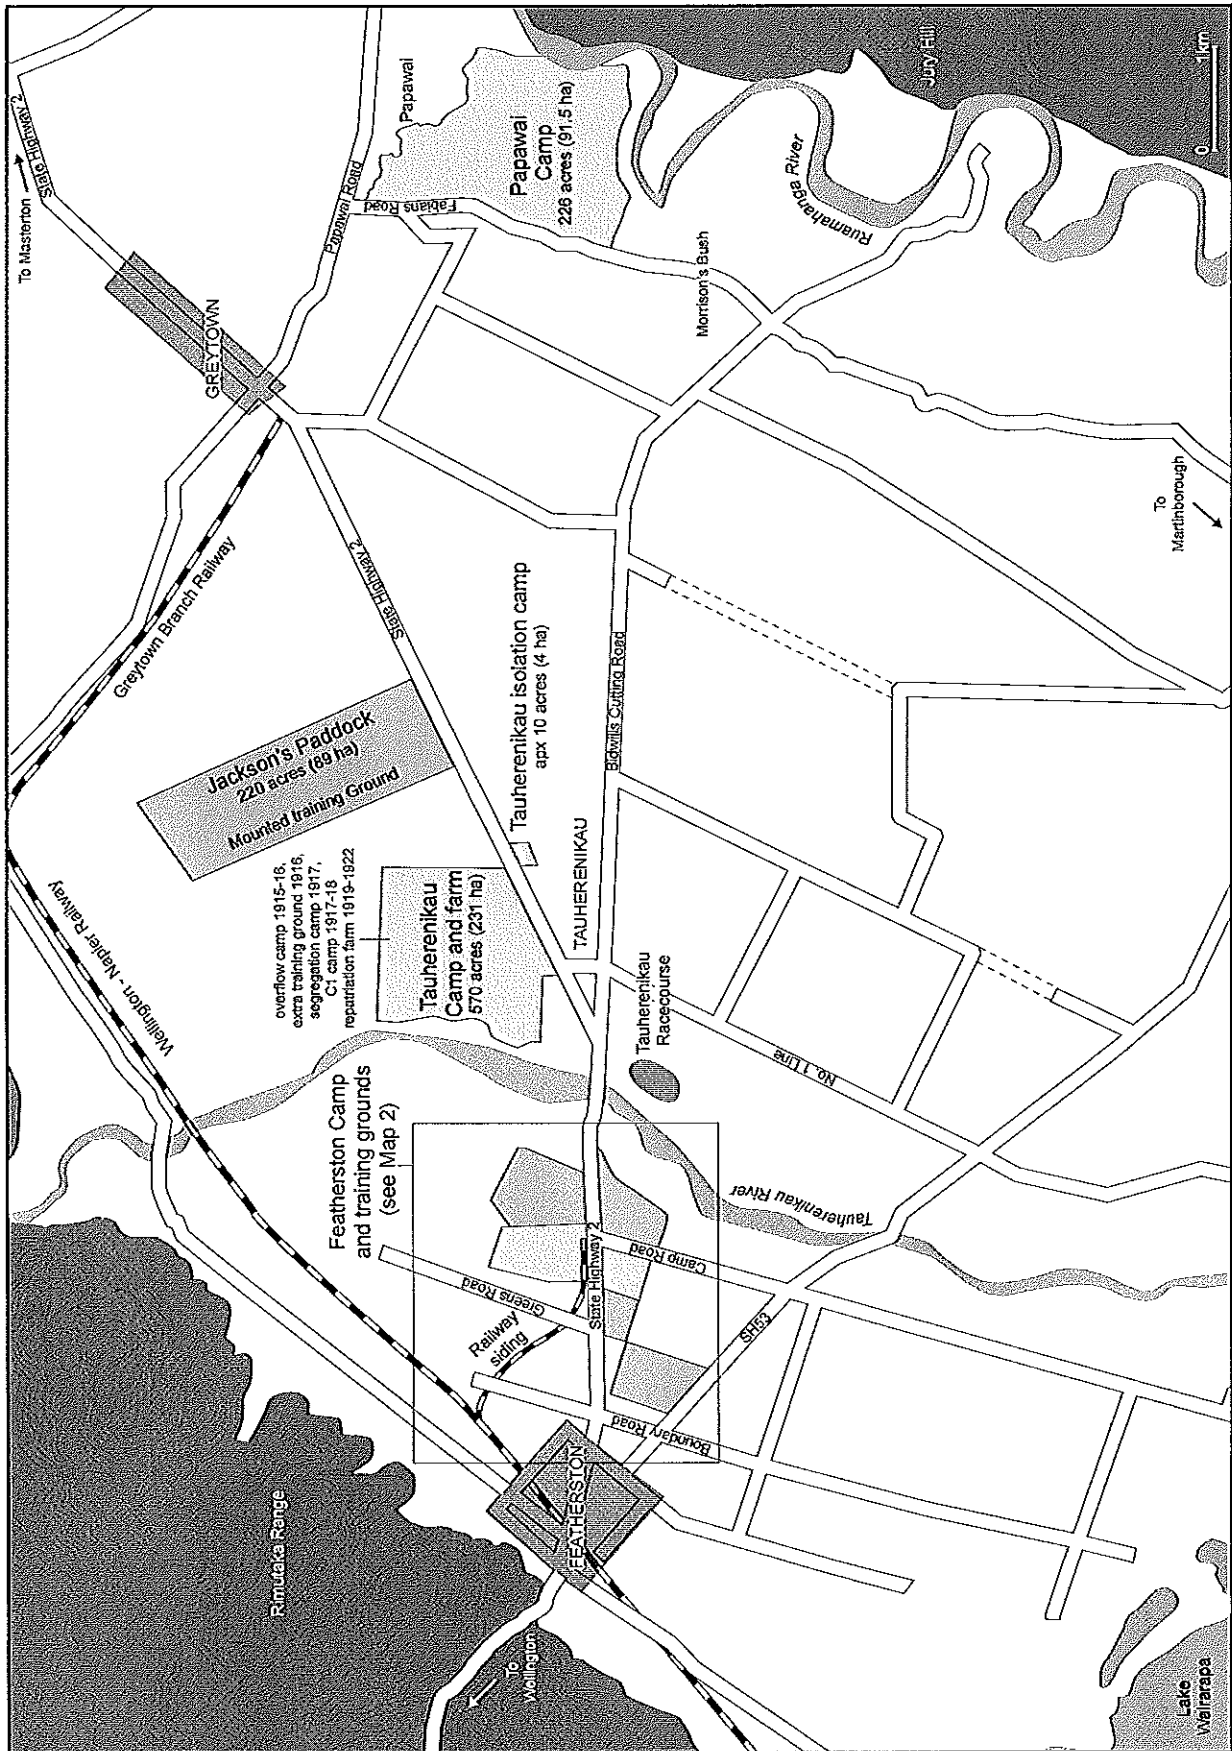 To Masterton
State Highway 2
GREYTOWN
Papawai Road
Papawai
Fabians
Road
Papawai
Camp
226 acres (91.5 ha)
Jury Hill
0 1km
Ruamahanga River
Morrison's Bush
To
Martinborough
Greytown Branch Railway
State Highway 2
Jackson's Paddock
220 acres (89 ha)
Mounted training Ground
Tauherenikau isolation camp
apx 10 acres (4 ha)
Bidwills Cutting Road
TAUHERENIKAU
overflow camp 1915-16,
extra training ground 1916,
segregation camp 1917,
C1 camp 1917-18
repatriation farm 1919-1922
Tauherenikau
Camp and farm
570 acres (231 ha)
Tauherenikau
Racecourse
No. 1 Line
Wellington - Napier Railway
Featherston Camp
and training grounds
(see Map 2)
Tauherenikau River
Greens Road
State Highway 2
Camp Road
Railway
siding
SH53
Boundary Road
FEATHERSTON
Rimutaka Range
To
Wellington
Lake
Wairarapa